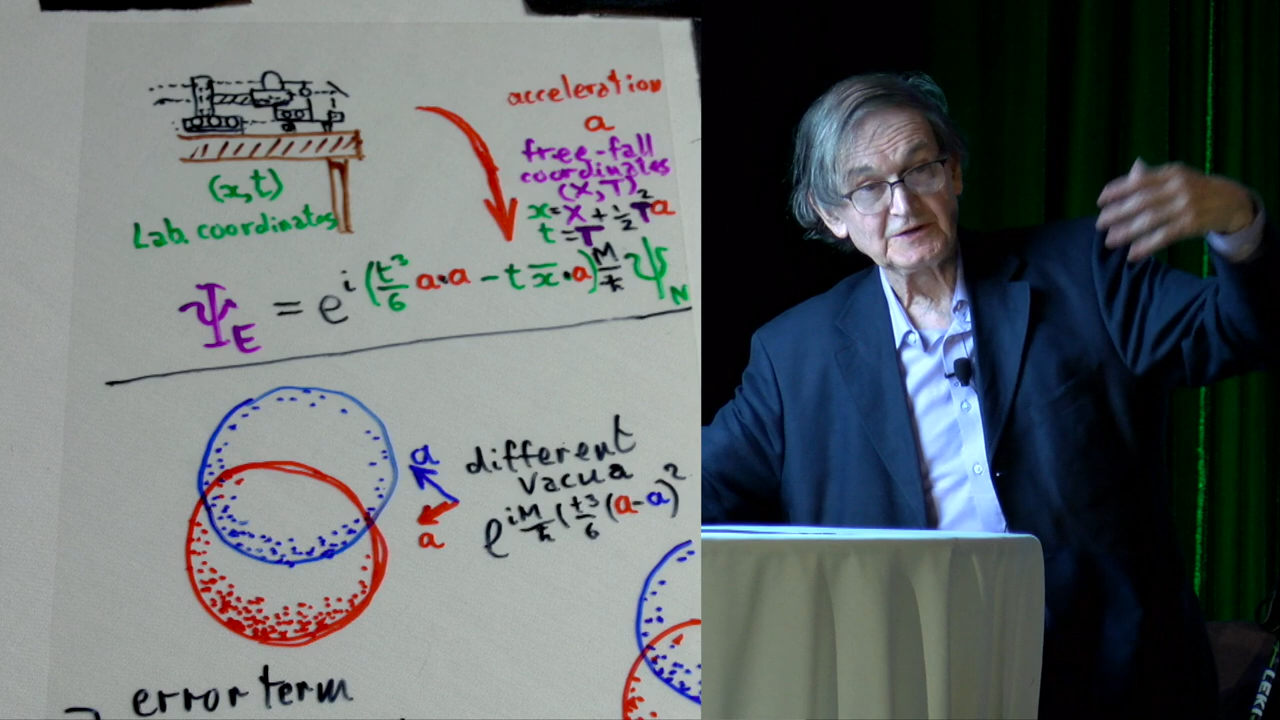 acceleration
a
free-fall
coordinates
(X,T)
x=X+½T²a
t=T
(x,t)
Lab. coordinates
Ψ_E = e^{i(t³/6 a·a − t x̄·a) M/ħ} ψ_N
a
different
vacua
a
e^{iM/ħ (t³/6 (a-a)²
error term
LEKI